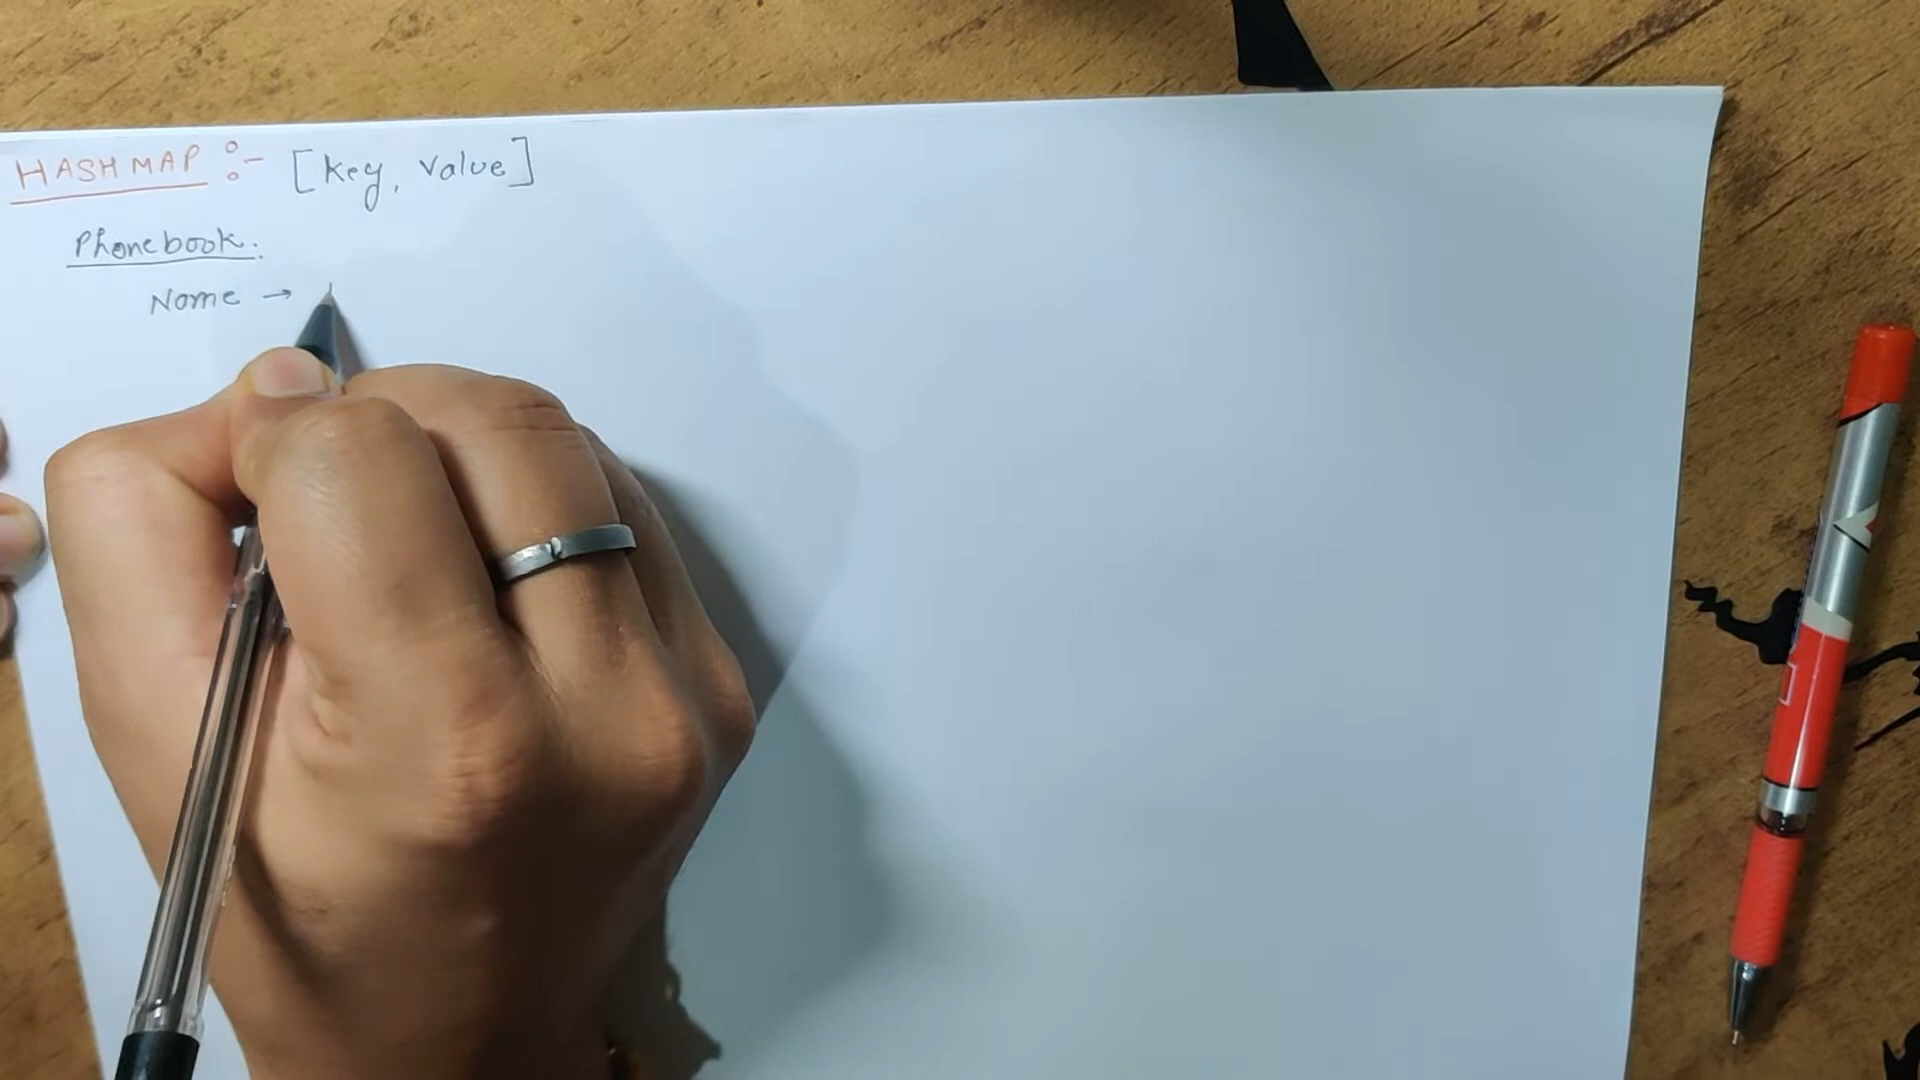 HASHMAP :- [Key, Value]
Phonebook:
Name →